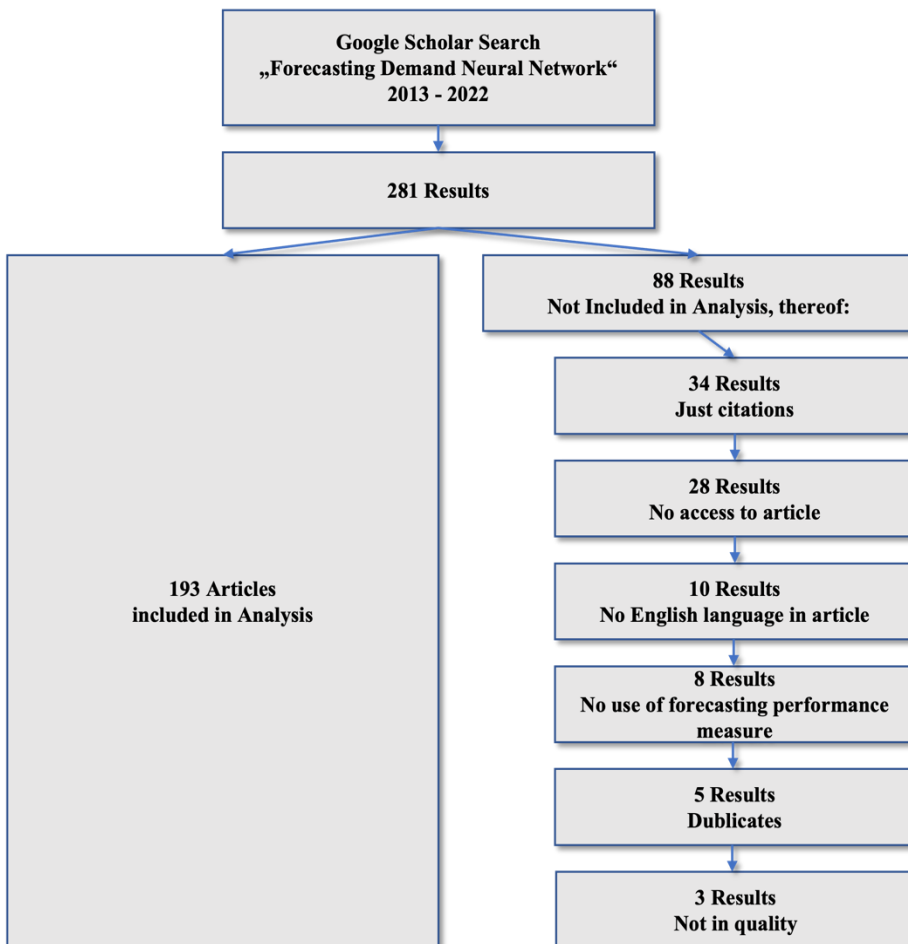 Google Scholar Search
„Forecasting Demand Neural Network“
2013 - 2022
281 Results
193 Articles
included in Analysis
88 Results
Not Included in Analysis, thereof:
34 Results
Just citations
28 Results
No access to article
10 Results
No English language in article
8 Results
No use of forecasting performance
measure
5 Results
Dublicates
3 Results
Not in quality